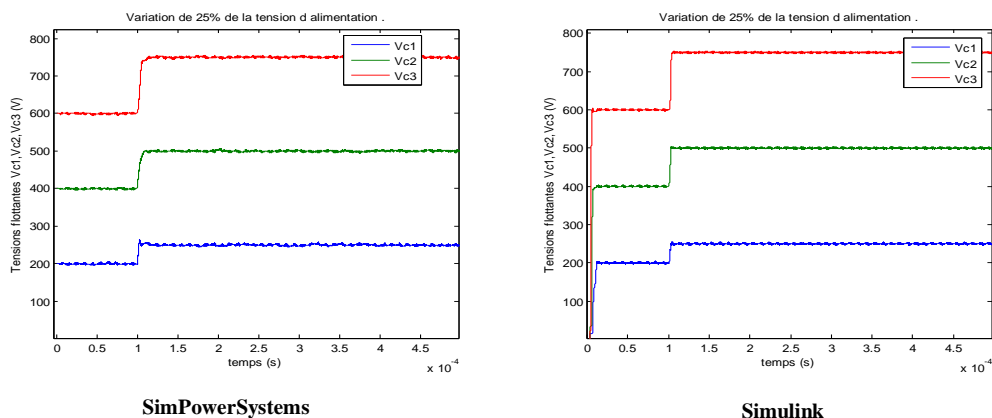 Variation de 25% de la tension d alimentation .
Tensions flottantes Vc1,Vc2,Vc3 (V)
800
700
600
500
400
300
200
100
Vc1
Vc2
Vc3
0
0.5
1
1.5
2
2.5
3
3.5
4
4.5
x 10-4
temps (s)
SimPowerSystems
Variation de 25% de la tension d alimentation .
Tensions flottantes Vc1,Vc2,Vc3 (V)
800
700
600
500
400
300
200
100
Vc1
Vc2
Vc3
0
0.5
1
1.5
2
2.5
3
3.5
4
4.5
x 10-4
temps (s)
Simulink